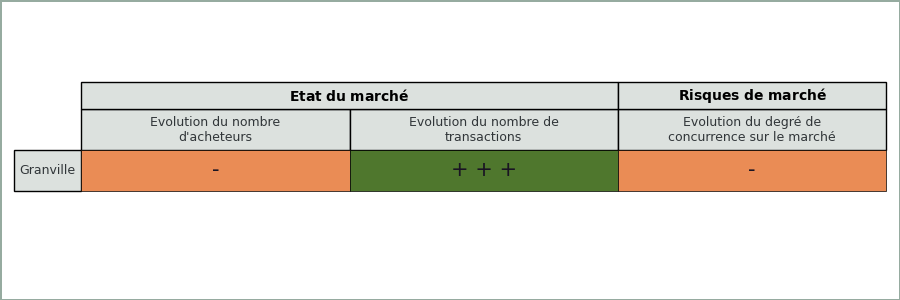 Etat du marché
Risques de marché
Evolution du nombre
d'acheteurs
Evolution du nombre de
transactions
Evolution du degré de
concurrence sur le marché
Granville
-
+ + +
-